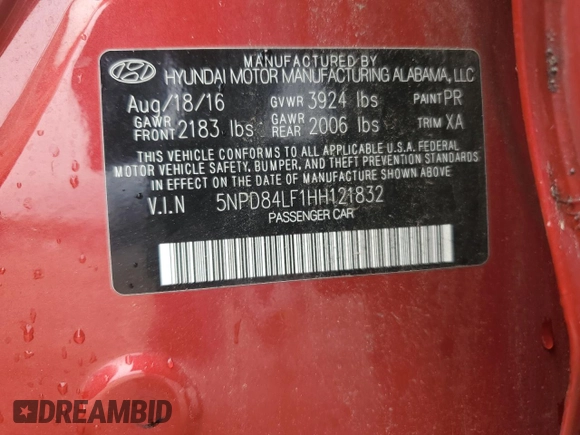 MANUFACTURED BY
HYUNDAI MOTOR MANUFACTURING ALABAMA, LLC
Aug/18/16 GVWR 3924 lbs PAINT PR
GAWR FRONT 2183 lbs GAWR REAR 2006 lbs TRIM XA
THIS VEHICLE CONFORMS TO ALL APPLICABLE U.S.A. FEDERAL
MOTOR VEHICLE SAFETY, BUMPER, AND THEFT PREVENTION STANDARDS
IN EFFECT ON THE DATE OF MANUFACTURE SHOWN ABOVE.
V.I.N 5NPD84LF1HH121832
PASSENGER CAR
DREAMBID